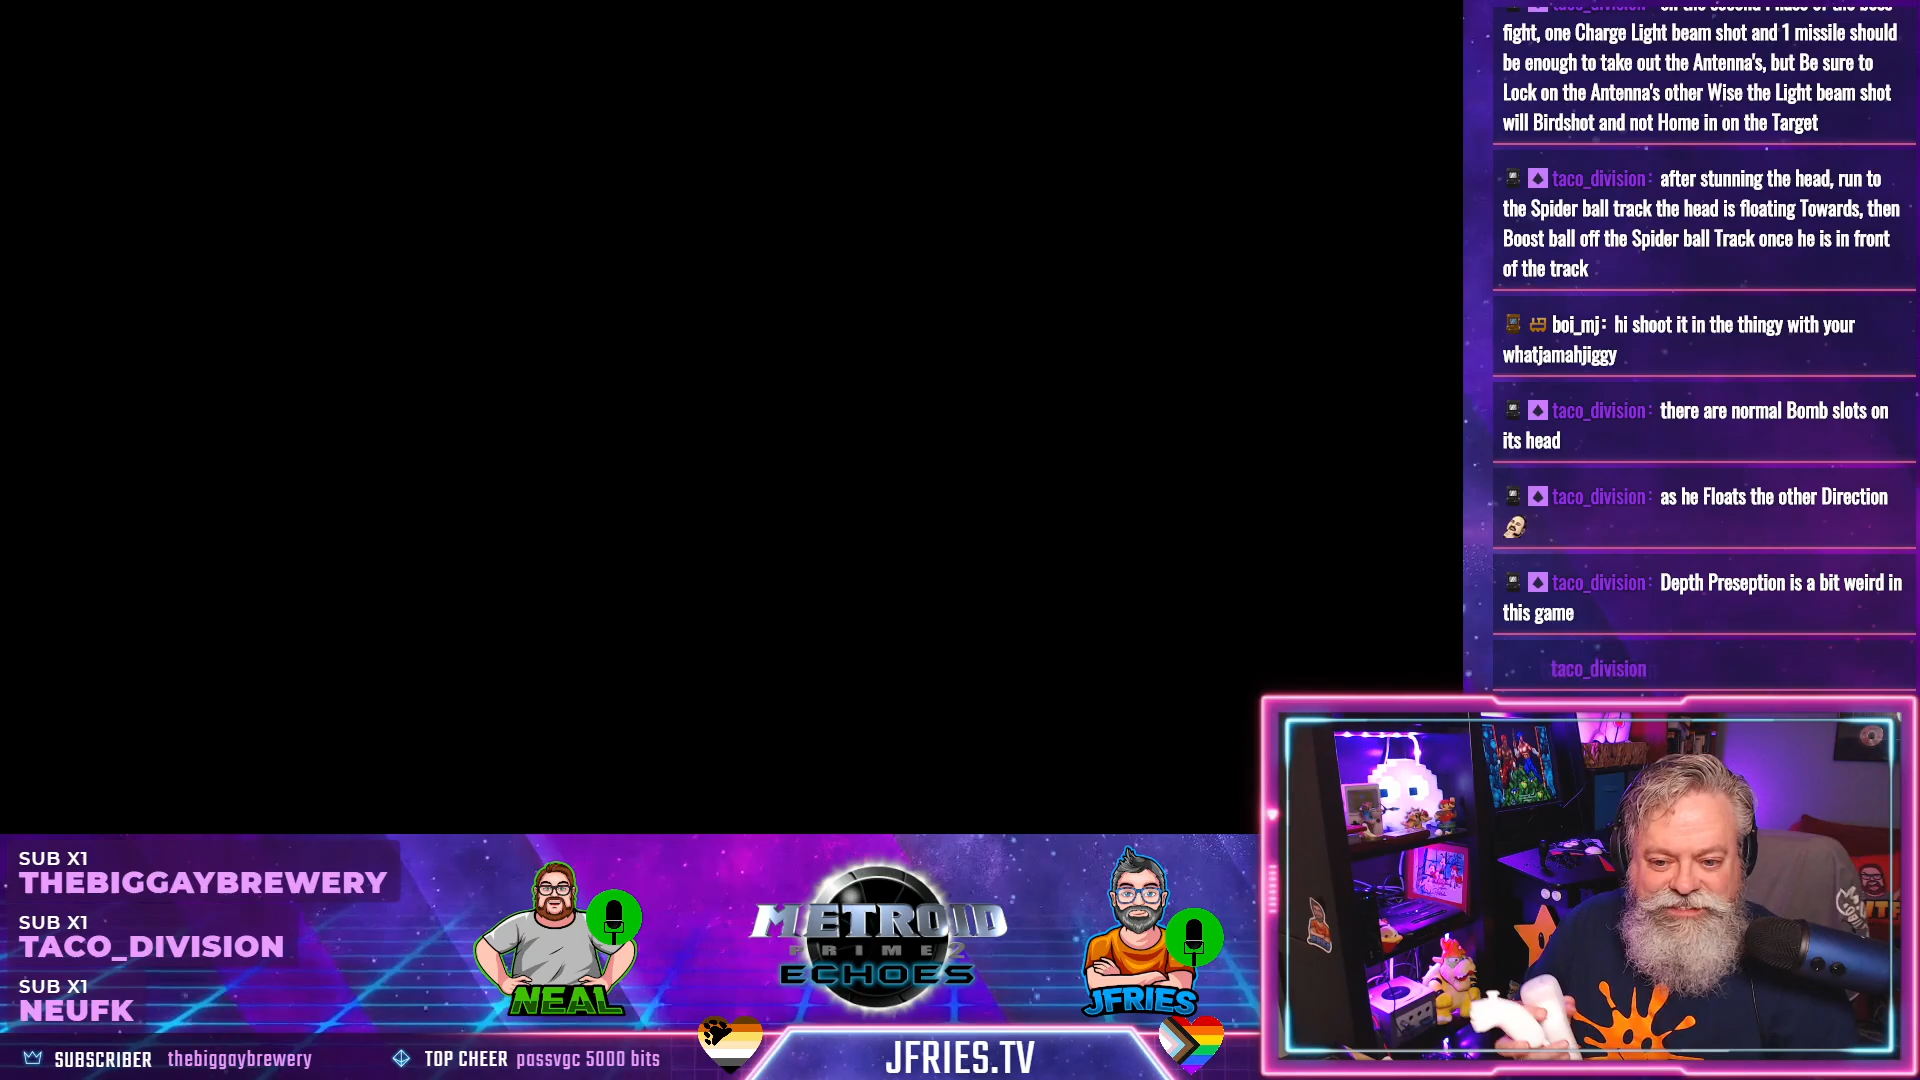 fight, one Charge Light beam shot and 1 missile should
be enough to take out the Antenna's, but Be sure to
Lock on the Antenna's other Wise the Light beam shot
will Birdshot and not Home in on the Target
taco_division: after stunning the head, run to
the Spider ball track the head is floating Towards, then
Boost ball off the Spider ball Track once he is in front
of the track
boi_mj: hi shoot it in the thingy with your
whatjamahjiggy
taco_division: there are normal Bomb slots on
its head
taco_division: as he Floats the other Direction
taco_division: Depth Preseption is a bit weird in
this game
taco_division
SUB X1
THEBIGGAYBREWERY
SUB X1
TACO_DIVISION
SUB X1
NEUFK
NEAL
METROID
PRIME 2
ECHOES
JFRIES
SUBSCRIBER thebiggaybrewery
TOP CHEER passvgc 5000 bits
JFRIES.TV